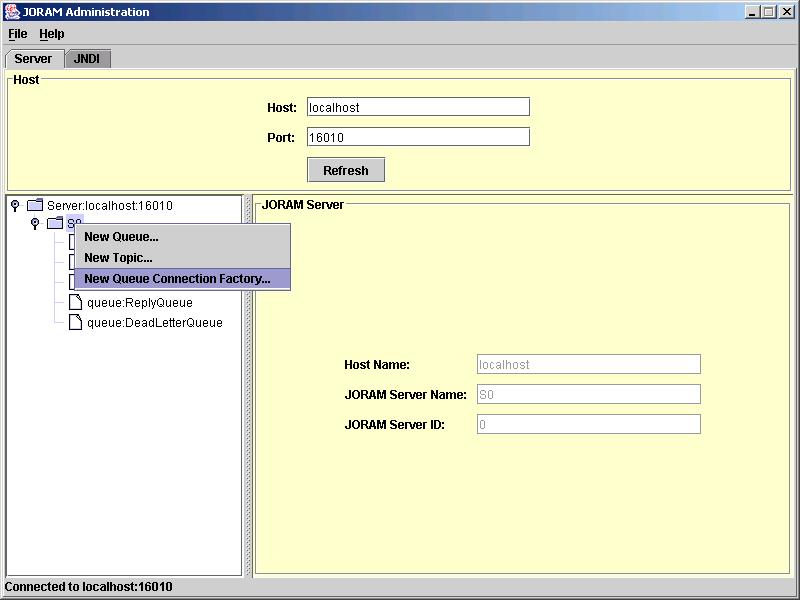 JORAM Administration
File Help
Server JNDI
Host
Host: localhost
Port: 16010
Refresh
Server:localhost:16010
S0
New Queue...
New Topic...
New Queue Connection Factory...
queue:ReplyQueue
queue:DeadLetterQueue
JORAM Server
Host Name: localhost
JORAM Server Name: S0
JORAM Server ID: 0
Connected to localhost:16010